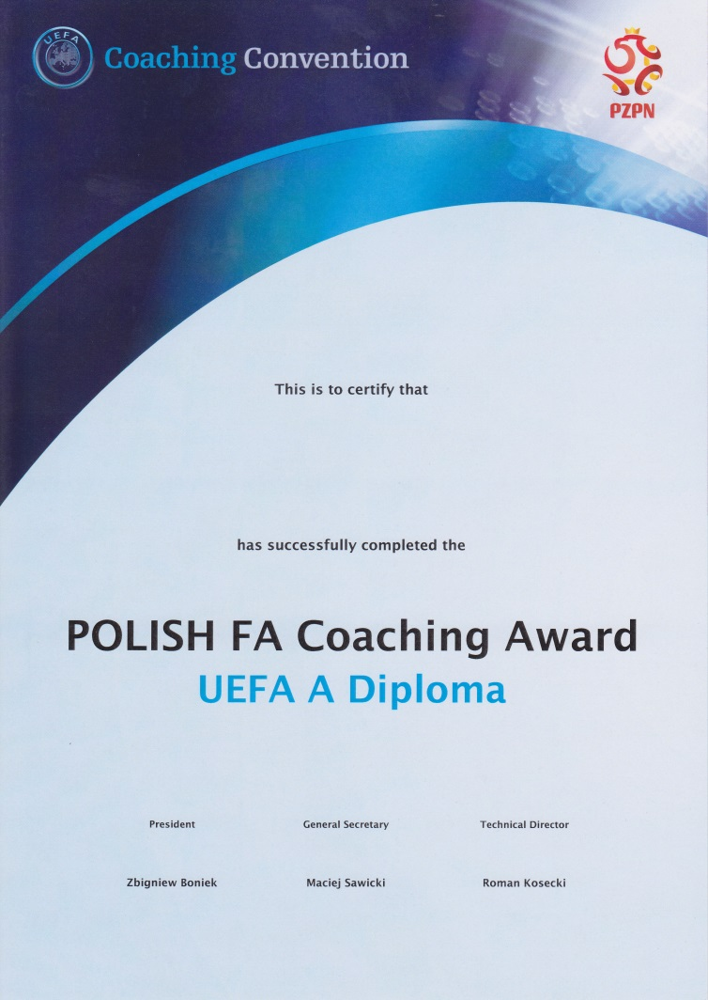 UEFA
Coaching Convention
PZPN
This is to certify that
has successfully completed the
POLISH FA Coaching Award
UEFA A Diploma
President General Secretary Technical Director
Zbigniew Boniek Maciej Sawicki Roman Kosecki